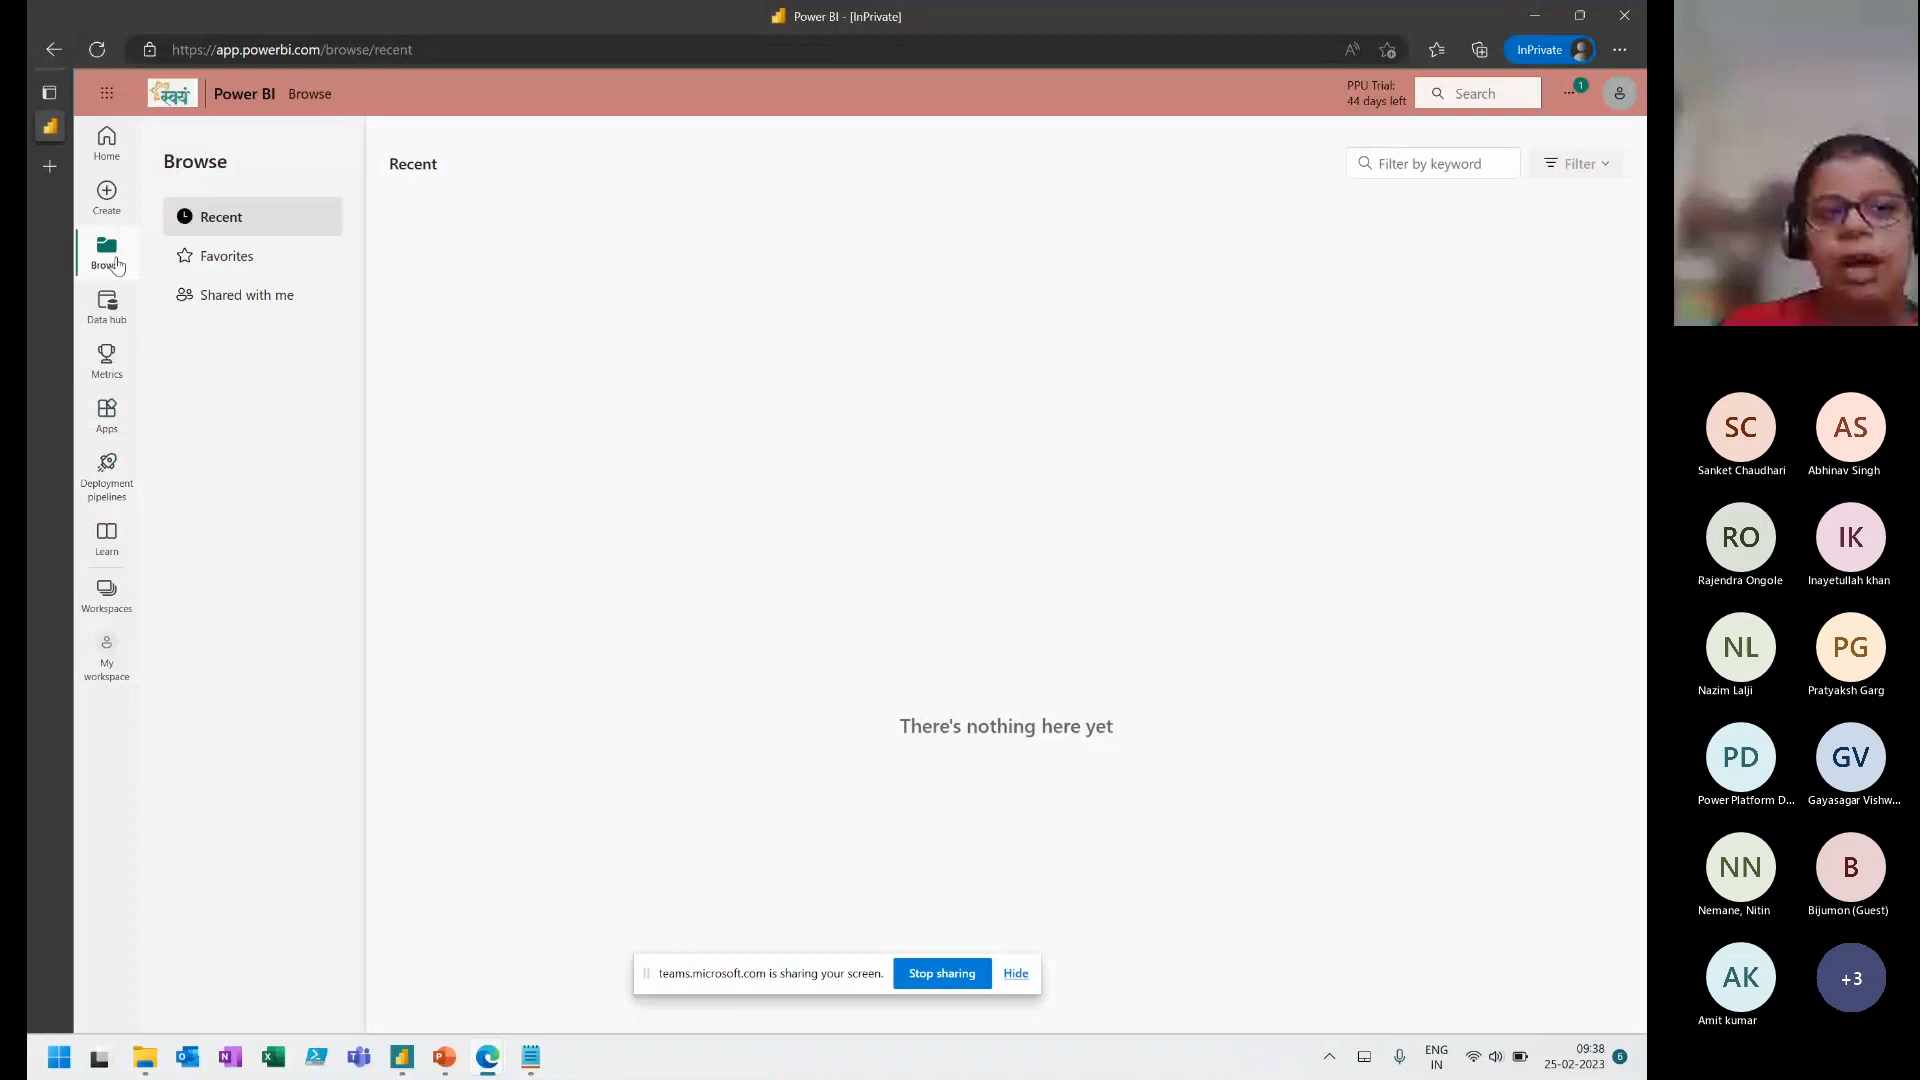 Power BI - [InPrivate]
https://app.powerbi.com/browse/recent
InPrivate
स्वयं
Power BI Browse
PPU Trial:
44 days left
Search
1
Home
Create
Brow
Data hub
Metrics
Apps
Deployment
pipelines
Learn
Workspaces
My
workspace
Browse
Recent
Favorites
Shared with me
Recent
Filter by keyword
Filter
There's nothing here yet
teams.microsoft.com is sharing your screen.
Stop sharing
Hide
ENG
IN
09:38
25-02-2023
6
SC
Sanket Chaudhari
AS
Abhinav Singh
RO
Rajendra Ongole
IK
Inayetullah khan
NL
Nazim Lalji
PG
Pratyaksh Garg
PD
Power Platform D...
GV
Gayasagar Vishw...
NN
Nemane, Nitin
B
Bijumon (Guest)
AK
Amit kumar
+3